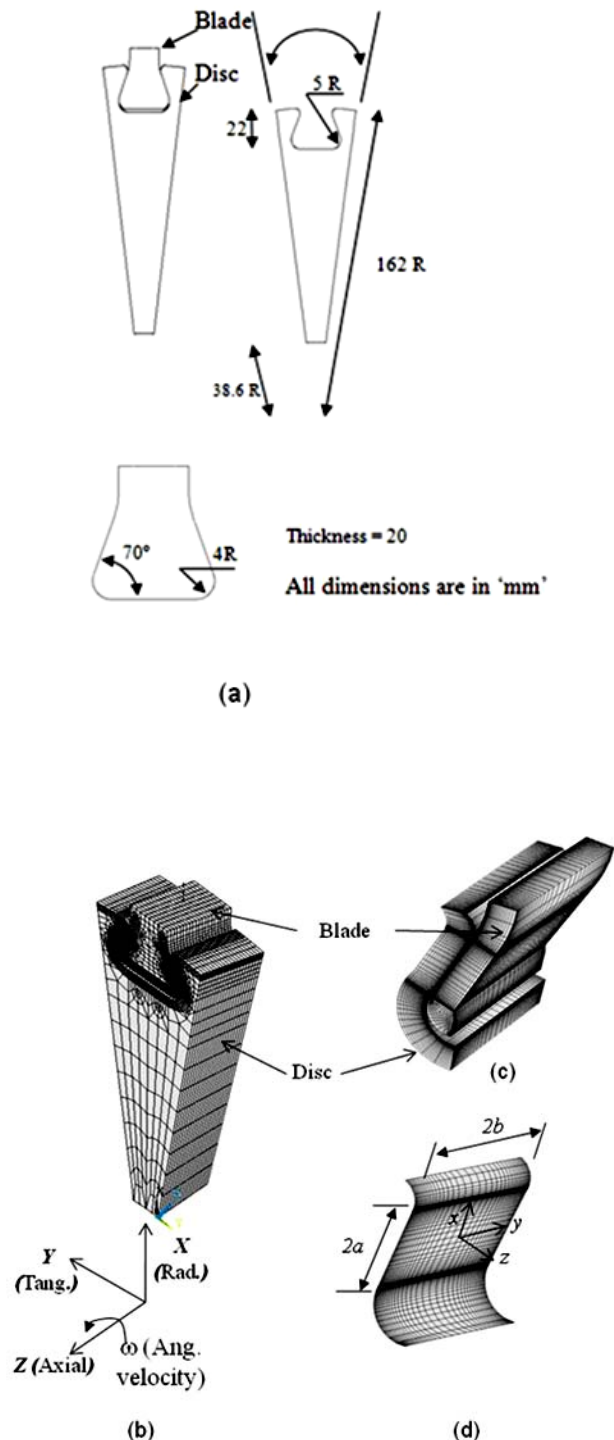 Blade
Disc
5 R
22
162 R
38.6 R
70°
4R
Thickness = 20
All dimensions are in ‘mm’
(a)
Blade
Disc
(c)
X
(Rad.)
Y
(Tang.)
Z (Axial)
ω (Ang.
velocity)
2b
2a
x
y
z
(b)
(d)